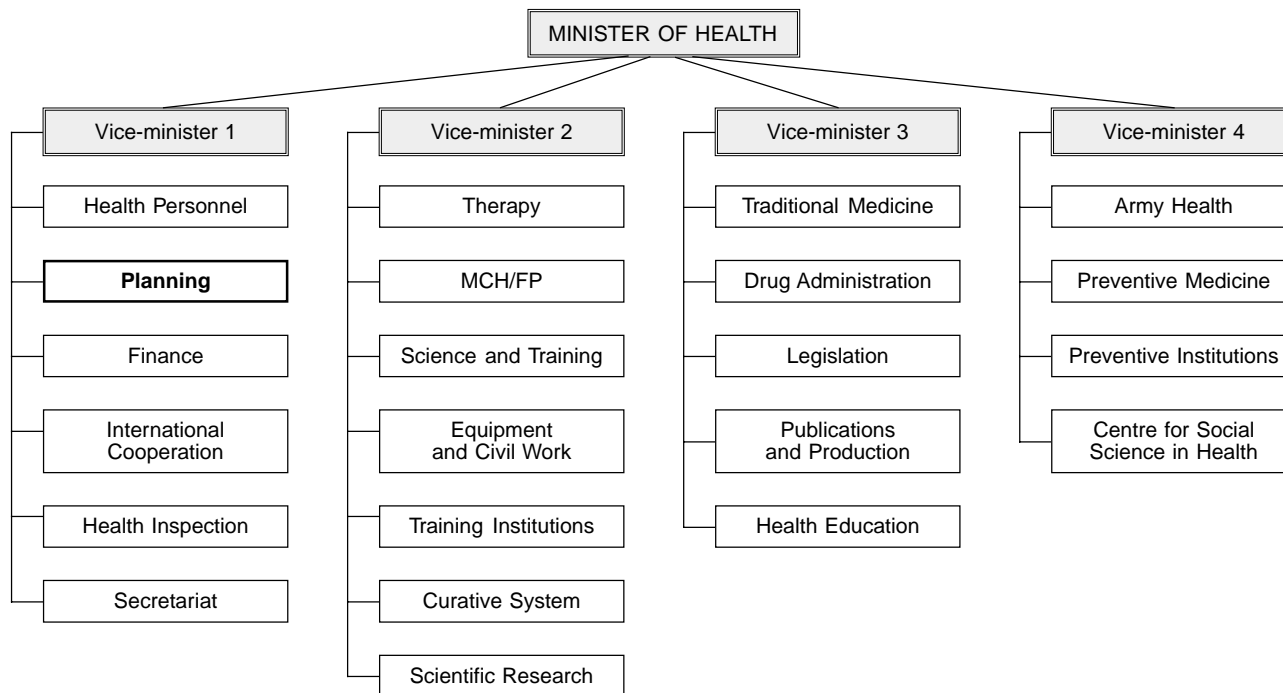 MINISTER OF HEALTH
Vice-minister 1
Health Personnel
Planning
Finance
International
Cooperation
Health Inspection
Secretariat
Vice-minister 2
Therapy
MCH/FP
Science and Training
Equipment
and Civil Work
Training Institutions
Curative System
Scientific Research
Vice-minister 3
Traditional Medicine
Drug Administration
Legislation
Publications
and Production
Health Education
Vice-minister 4
Army Health
Preventive Medicine
Preventive Institutions
Centre for Social
Science in Health